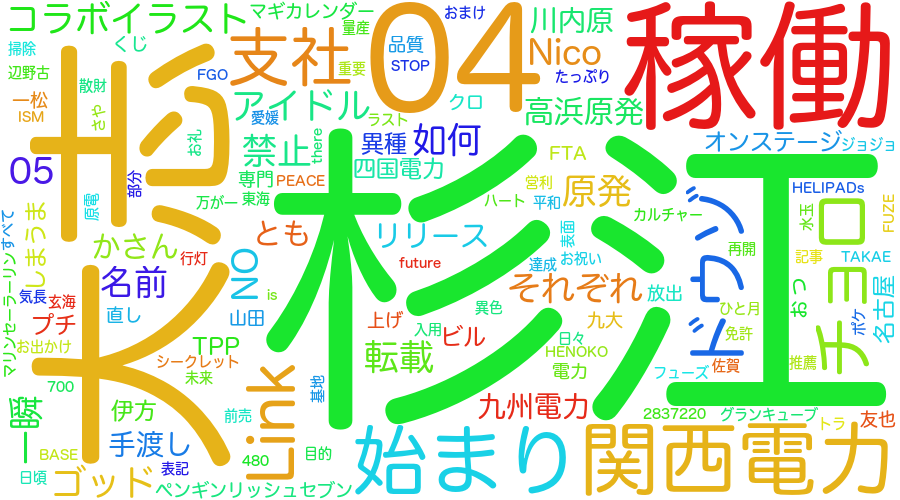 コラボイラスト
マギカレンダー
おまけ
04
川内原
稼働
掃除
くじ
支社
量産
品質
Nico
辺野古
散財
FGO
重要
STOP
たっぷり
一松
ISM
さや
お礼
アイドル
愛媛
ラスト
クロ
高浜原発
05
部分
禁止
there
異種
如何
FTA
オンステージ
ジョジョ
専門
PEACE
四国電力
営利
原発
HELIPADs
しまうま
原電
万が一
東海
ハート
平和
カルチャー
水玉
チョロ
FUZE
すべて
かさん
とも
リリース
表面
ドウソ
再開
記事
TAKAE
マリンセーラーリン
行灯
NO
future
達成
お祝い
杉江
気長
玄海
名前
is
それぞれ
放出
ひと月
おっ
ポケ
名古屋
プチ
直し
山田
上げ
入用
ビル
異色
九大
免許
お出かけ
TPP
シークレット
転載
日々
HENOKO
電力
フューズ
佐賀
推薦
700
未来
Link
基地
一瞬
伊方
前売
九州電力
2837220
グランキューブ
トラ
友也
BASE
手渡し
表記
480
目的
始まり
関西電力
日頃
ゴッド
ペンギンリッシュセブン